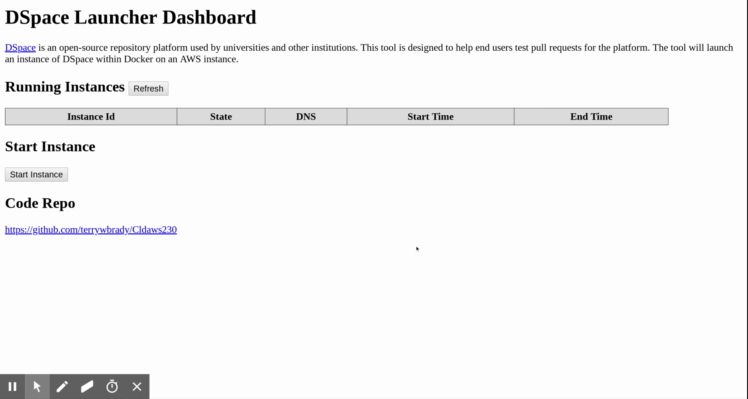 DSpace Launcher Dashboard
DSpace is an open-source repository platform used by universities and other institutions. This tool is designed to help end users test pull requests for the platform. The tool will launch
an instance of DSpace within Docker on an AWS instance.
Running Instances Refresh
Instance Id State DNS Start Time End Time
Start Instance
Start Instance
Code Repo
https://github.com/terrywbrady/Cldaws230